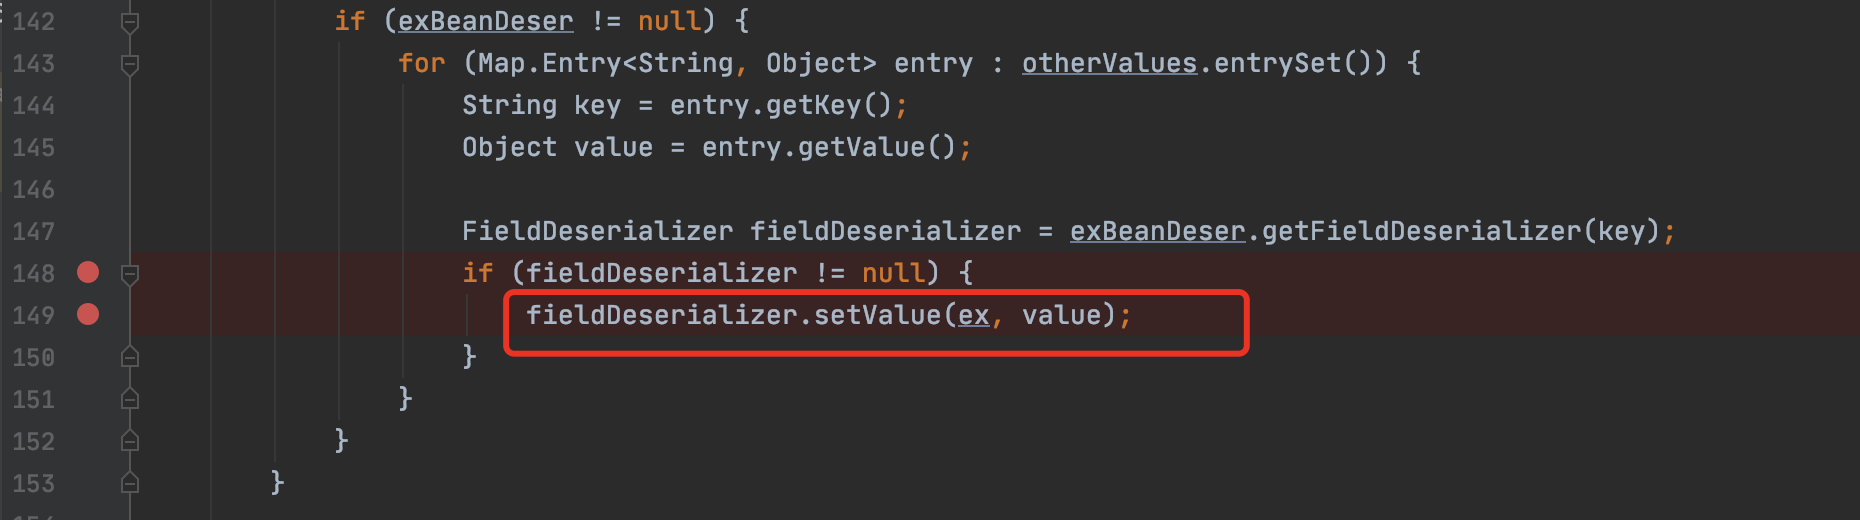 142 if (exBeanDeser != null) {
143 for (Map.Entry<String, Object> entry : otherValues.entrySet()) {
144 String key = entry.getKey();
145 Object value = entry.getValue();
146
147 FieldDeserializer fieldDeserializer = exBeanDeser.getFieldDeserializer(key);
148 if (fieldDeserializer != null) {
149 fieldDeserializer.setValue(ex, value);
150 }
151 }
152 }
153 }